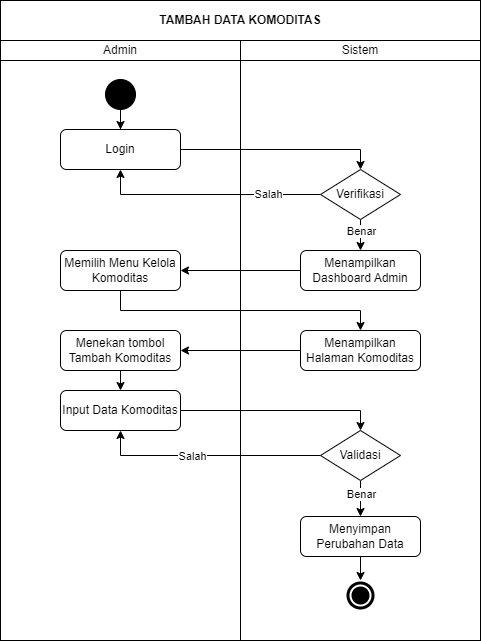 TAMBAH DATA KOMODITAS
Admin
Sistem
Login
Verifikasi
Salah
Benar
Memilih Menu Kelola
Komoditas
Menampilkan
Dashboard Admin
Menekan tombol
Tambah Komoditas
Menampilkan
Halaman Komoditas
Input Data Komoditas
Validasi
Salah
Benar
Menyimpan
Perubahan Data